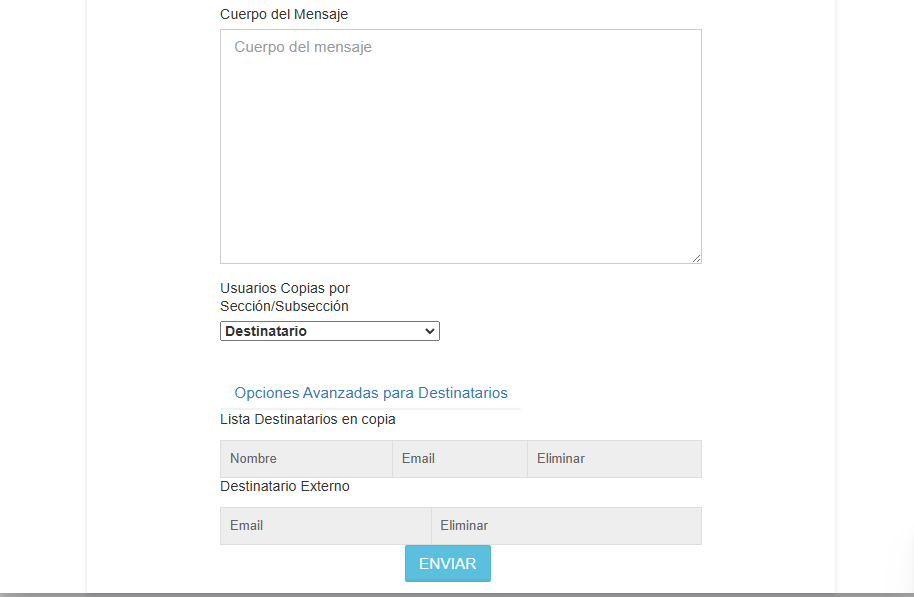 Cuerpo del Mensaje
Cuerpo del mensaje
Usuarios Copias por
Sección/Subsección
Destinatario
Opciones Avanzadas para Destinatarios
Lista Destinatarios en copia
Nombre Email Eliminar
Destinatario Externo
Email Eliminar
ENVIAR